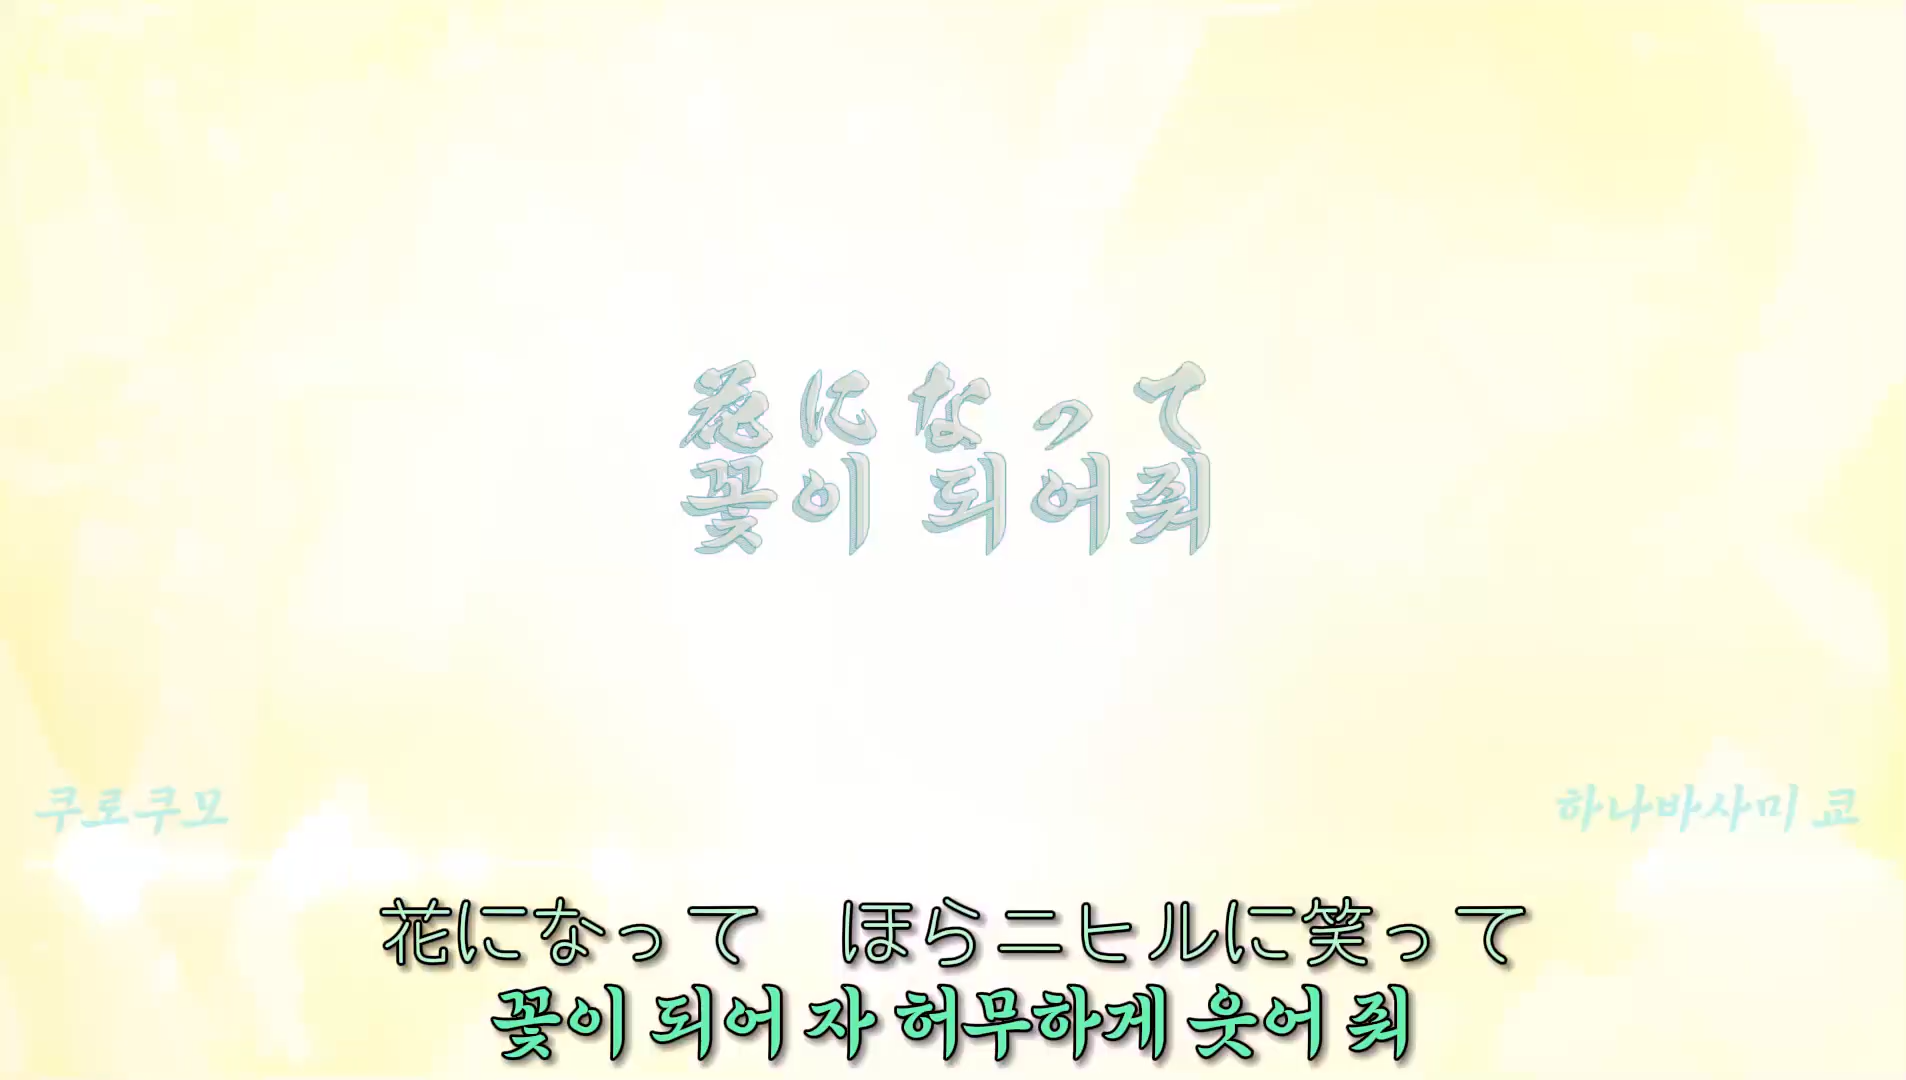 花になって
꽃이 되어줘
쿠로쿠모
하나바사미 쿄
花になって　ほらニヒルに笑って
꽃이 되어 자 허무하게 웃어 줘